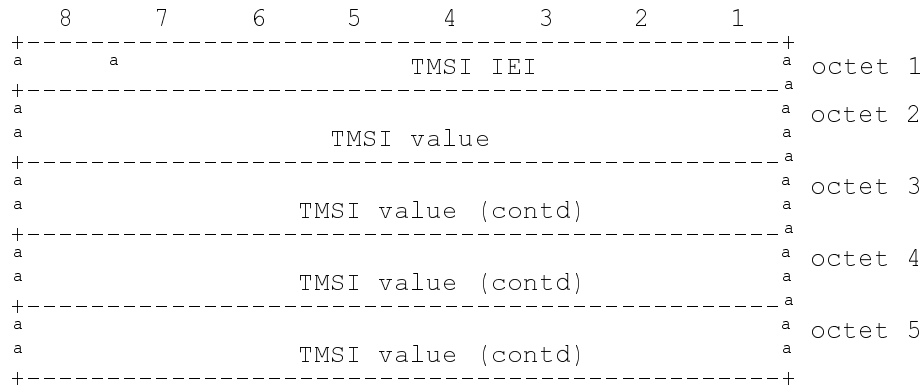 8 7 6 5 4 3 2 1
+-----------------------------------------------+
a a TMSI IEI a octet 1
a
+-----------------------------------------------
a a octet 2
a TMSI value a
+-----------------------------------------------a
a a octet 3
a TMSI value (contd) a
+-----------------------------------------------a
a a octet 4
a TMSI value (contd) a
+-----------------------------------------------a
a a octet 5
a TMSI value (contd) a
+-----------------------------------------------+